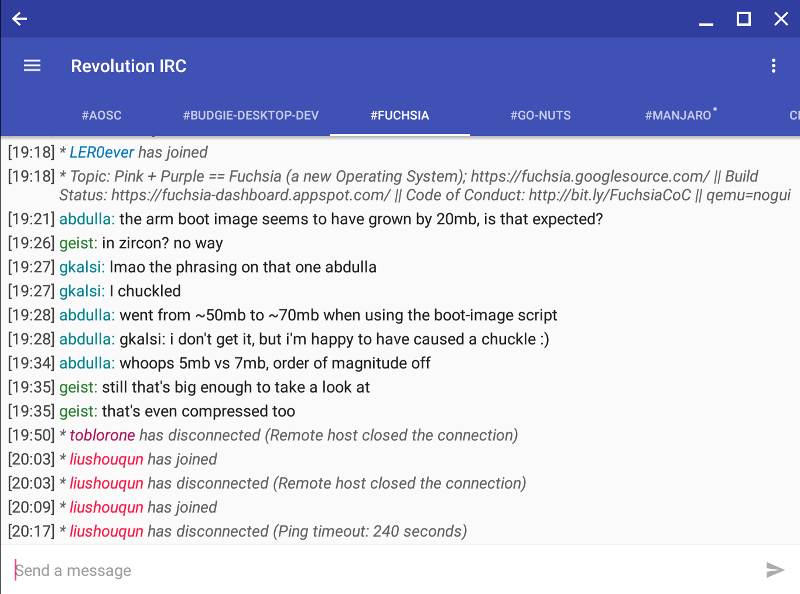 Revolution IRC
#AOSC #BUDGIE-DESKTOP-DEV #FUCHSIA #GO-NUTS #MANJARO*
[19:18] * LER0ever has joined
[19:18] * Topic: Pink + Purple == Fuchsia (a new Operating System); https://fuchsia.googlesource.com/ || Build
Status: https://fuchsia-dashboard.appspot.com/ || Code of Conduct: http://bit.ly/FuchsiaCoC || qemu=nogui
[19:21] abdulla: the arm boot image seems to have grown by 20mb, is that expected?
[19:26] geist: in zircon? no way
[19:27] gkalsi: lmao the phrasing on that one abdulla
[19:27] gkalsi: I chuckled
[19:28] abdulla: went from ~50mb to ~70mb when using the boot-image script
[19:28] abdulla: gkalsi: i don't get it, but i'm happy to have caused a chuckle :)
[19:34] abdulla: whoops 5mb vs 7mb, order of magnitude off
[19:35] geist: still that's big enough to take a look at
[19:35] geist: that's even compressed too
[19:50] * toblorone has disconnected (Remote host closed the connection)
[20:03] * liushouqun has joined
[20:03] * liushouqun has disconnected (Remote host closed the connection)
[20:09] * liushouqun has joined
[20:17] * liushouqun has disconnected (Ping timeout: 240 seconds)
Send a message